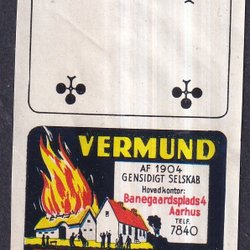 VERMUND
AF 1904
GENSIDIGT SELSKAB
Hovedkontor:
Banegaardsplads 4
Aarhus
TELF.
7840